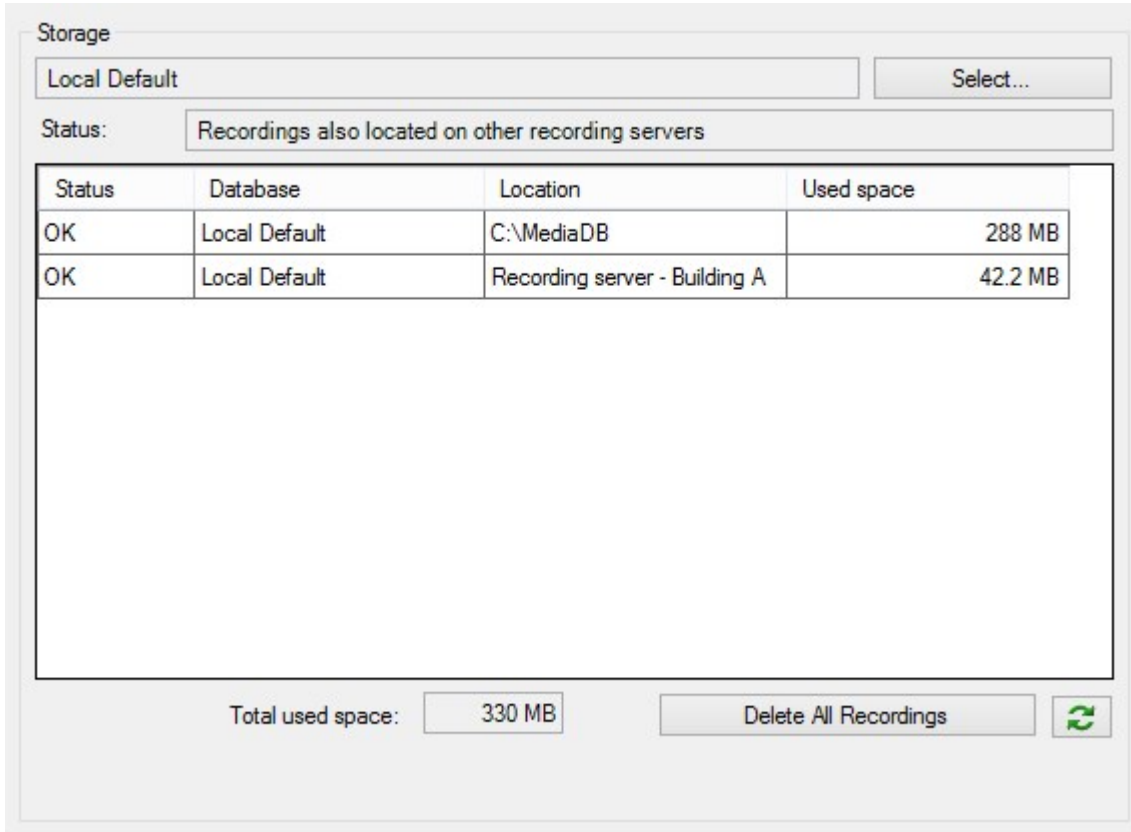 Storage
Local Default Select...
Status: Recordings also located on other recording servers
Status Database Location Used space
OK Local Default C:\MediaDB 288 MB
OK Local Default Recording server - Building A 42.2 MB
Total used space: 330 MB Delete All Recordings